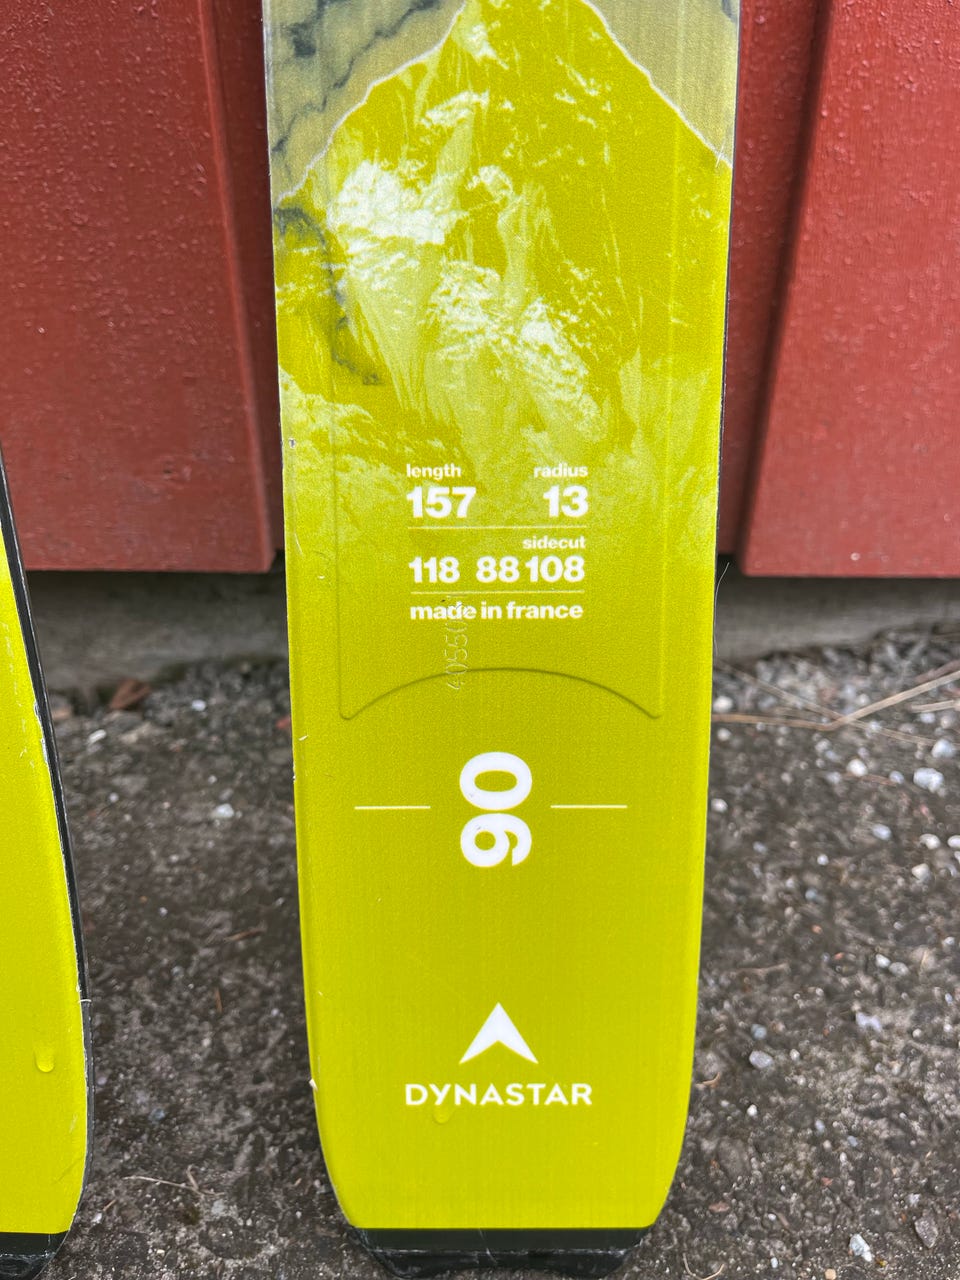 length radius
157 13
sidecut
118 88 108
made in france
90
DYNASTAR